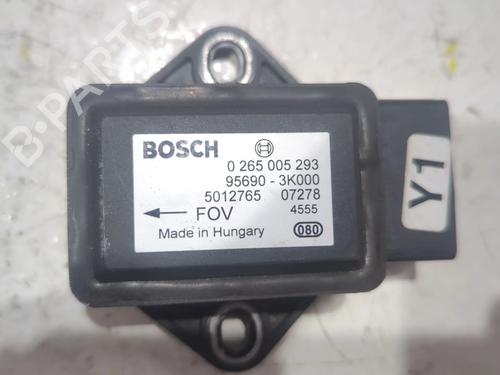 BOSCH
0 265 005 293
95690 - 3K000
5012765 07278
FOV 4555
Made in Hungary 080
Y1
B-PARTS